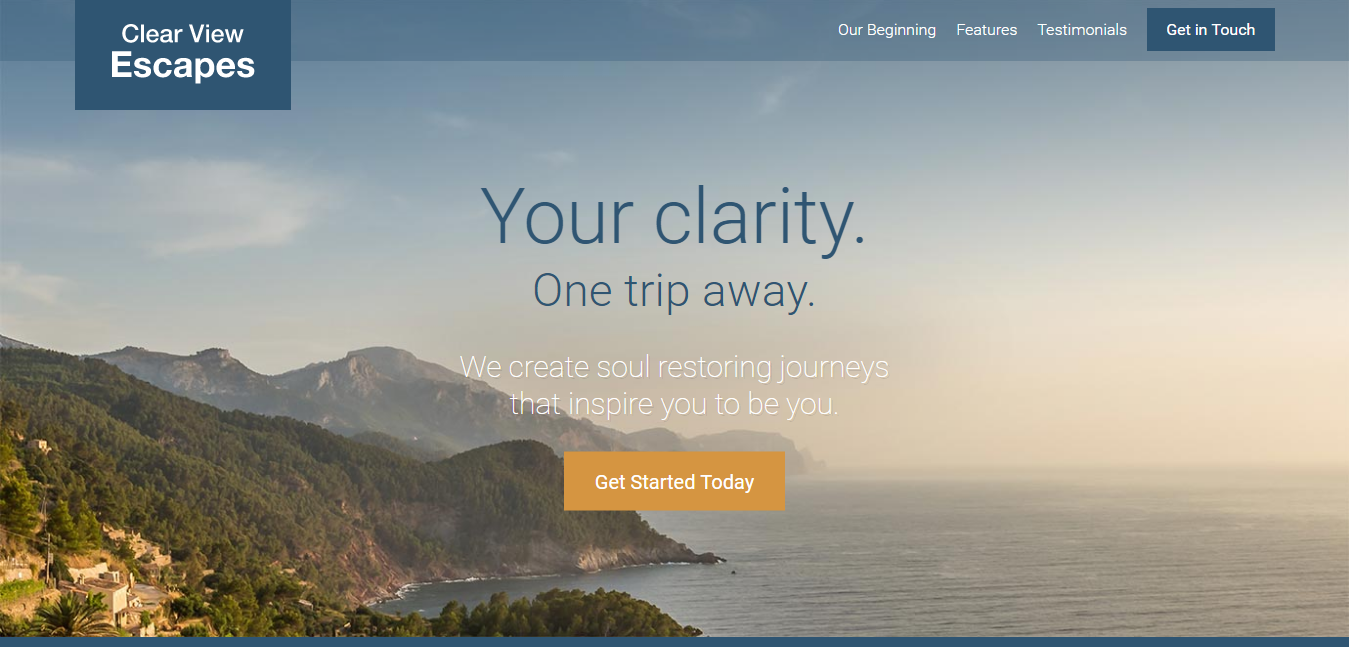 Clear View
Escapes
Our Beginning
Features
Testimonials
Get in Touch
Your clarity.
One trip away.
We create soul restoring journeys
that inspire you to be you.
Get Started Today